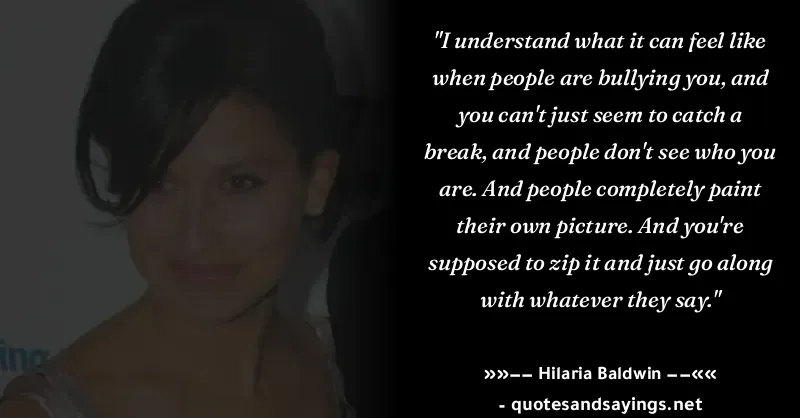 "I understand what it can feel like
when people are bullying you, and
you can't just seem to catch a
break, and people don't see who you
are. And people completely paint
their own picture. And you're
supposed to zip it and just go along
with whatever they say."
»»–– Hilaria Baldwin ––««
- quotesandsayings.net
ing